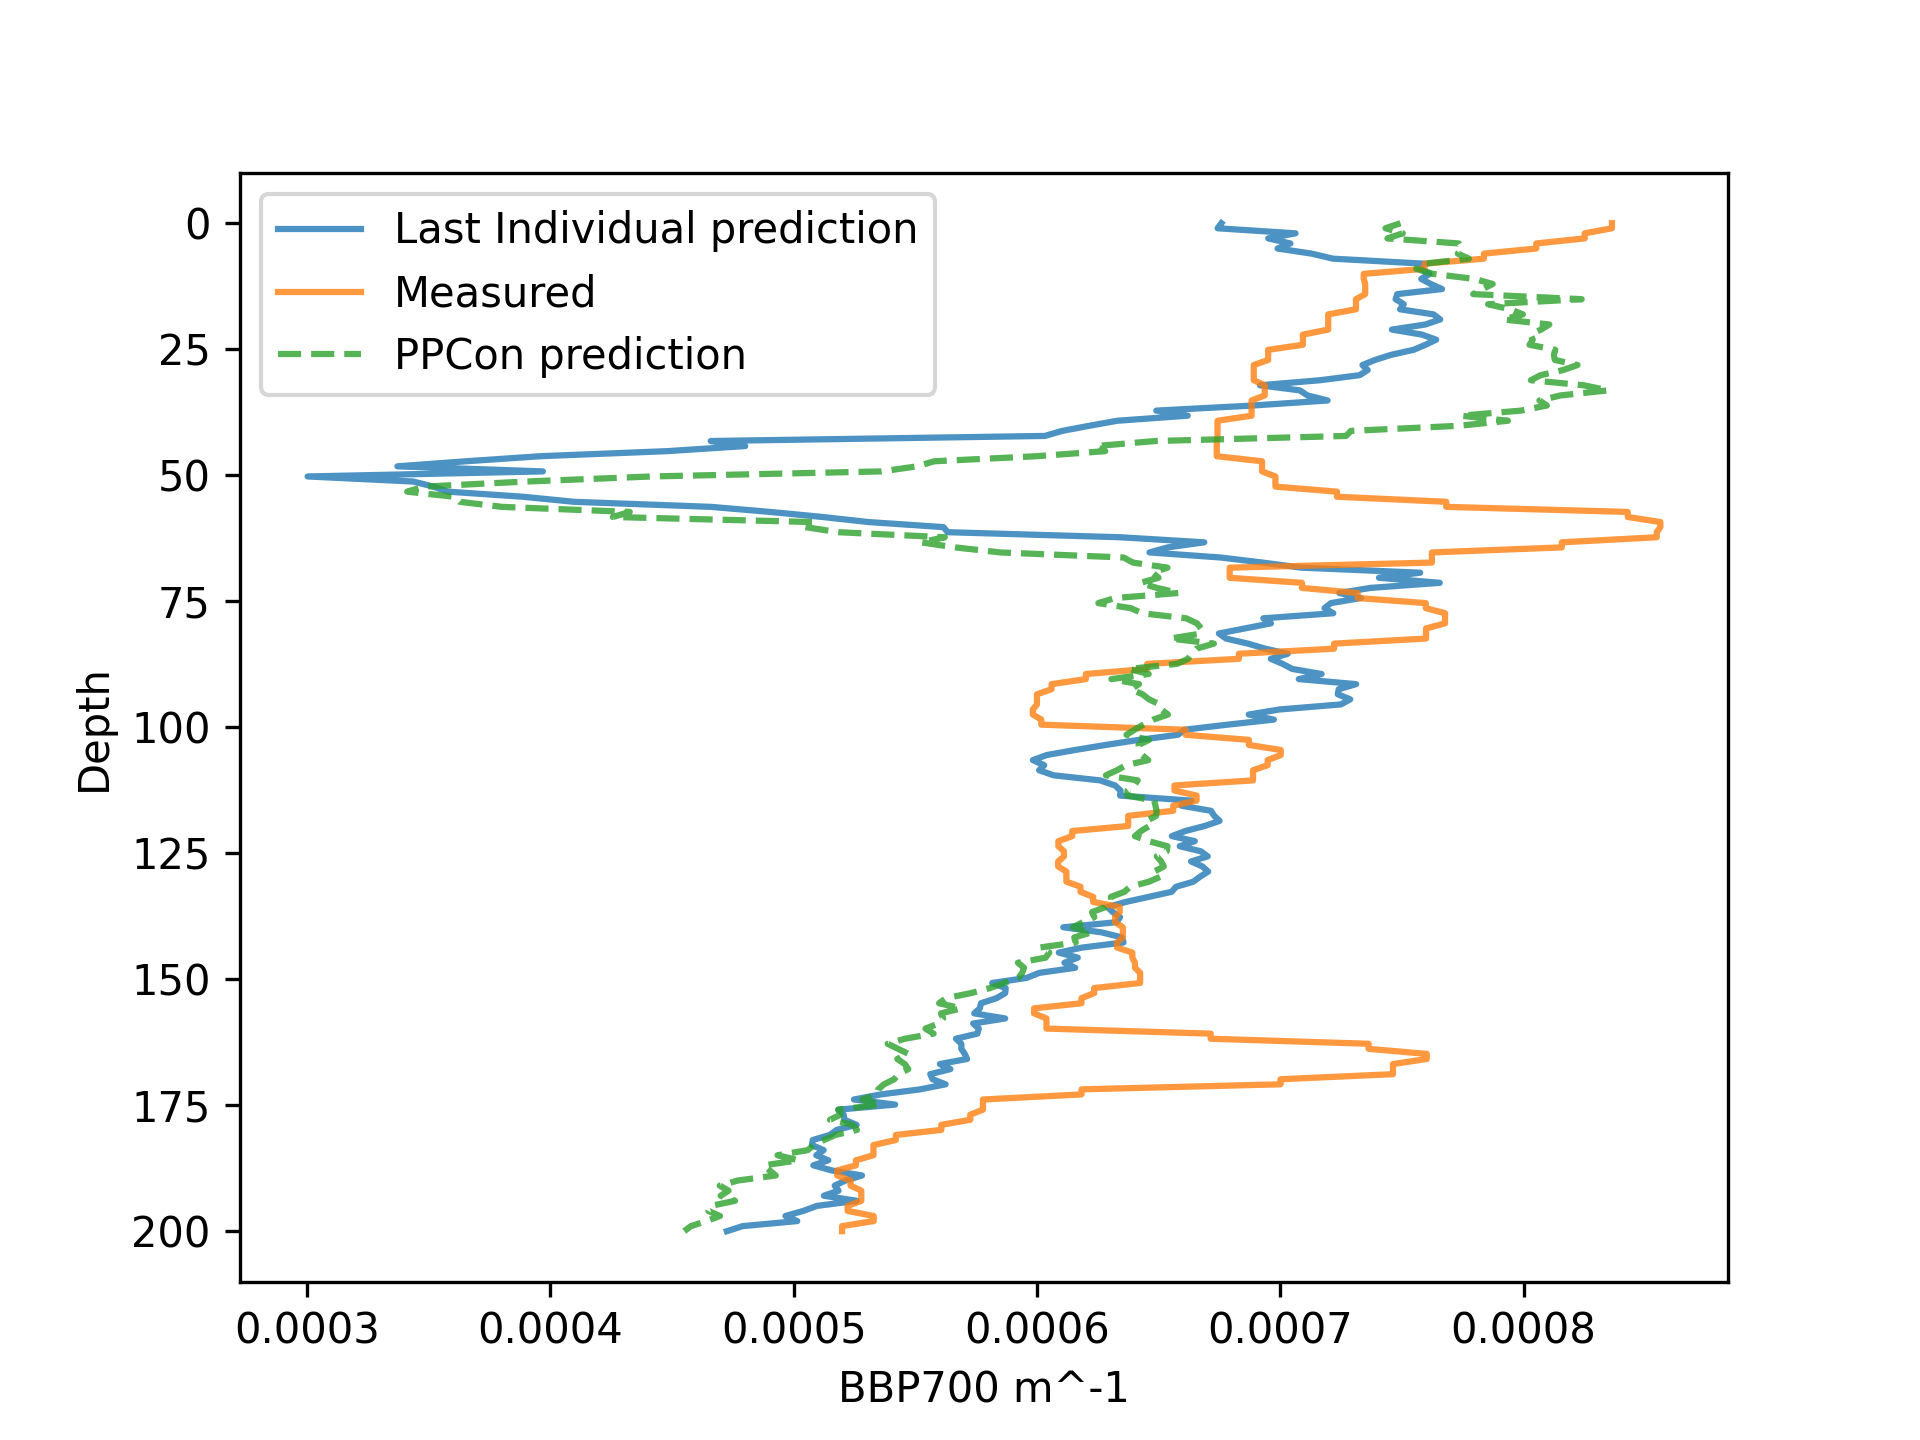 Last Individual prediction
Measured
PPCon prediction
0
25
50
75
100
125
150
175
200
Depth
0.0003 0.0004 0.0005 0.0006 0.0007 0.0008
BBP700 m^-1